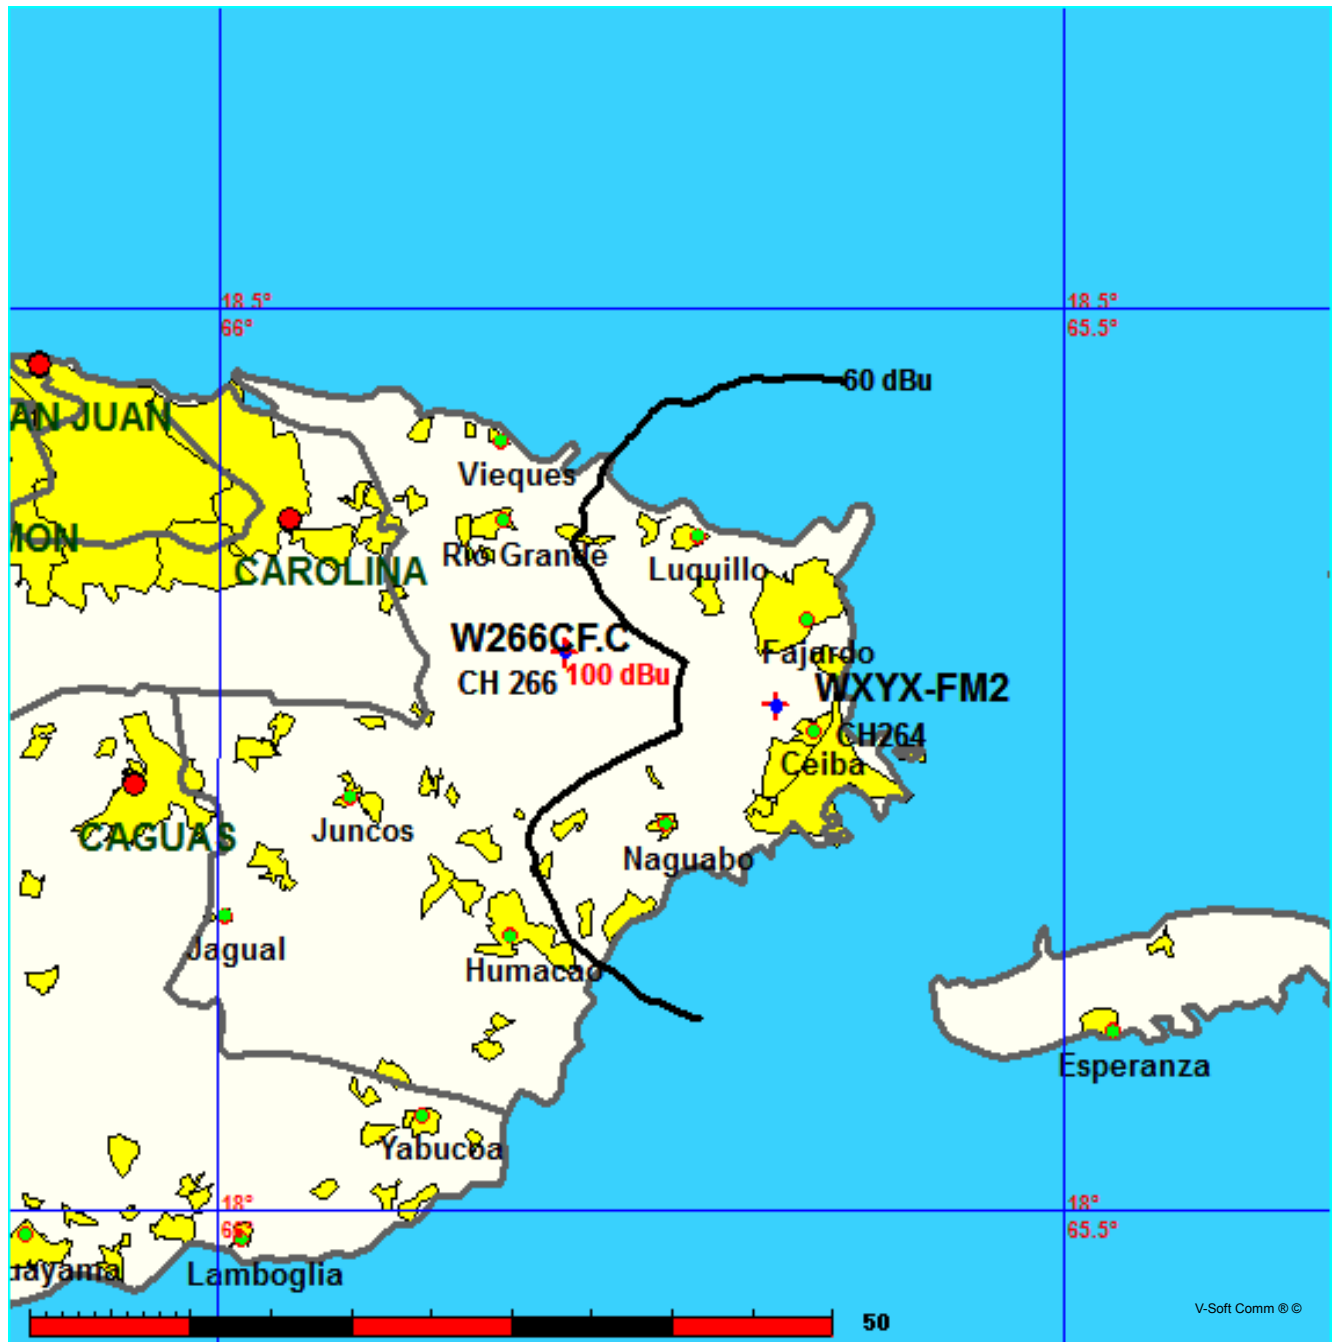 18.5°
66°
18.5°
65.5°
60 dBu
AN JUAN
Vieques
MON
Rio Grande
CAROLINA
Luquillo
W266CF.C
Fajardo
CH 266
100 dBu
WXYX-FM2
CH264
Ceiba
Juncos
CAGUAS
Naguabo
Jagual
Humacao
Esperanza
Yabucoa
18°
66°
18°
65.5°
uayama
Lamboglia
V-Soft Comm ® ©
50